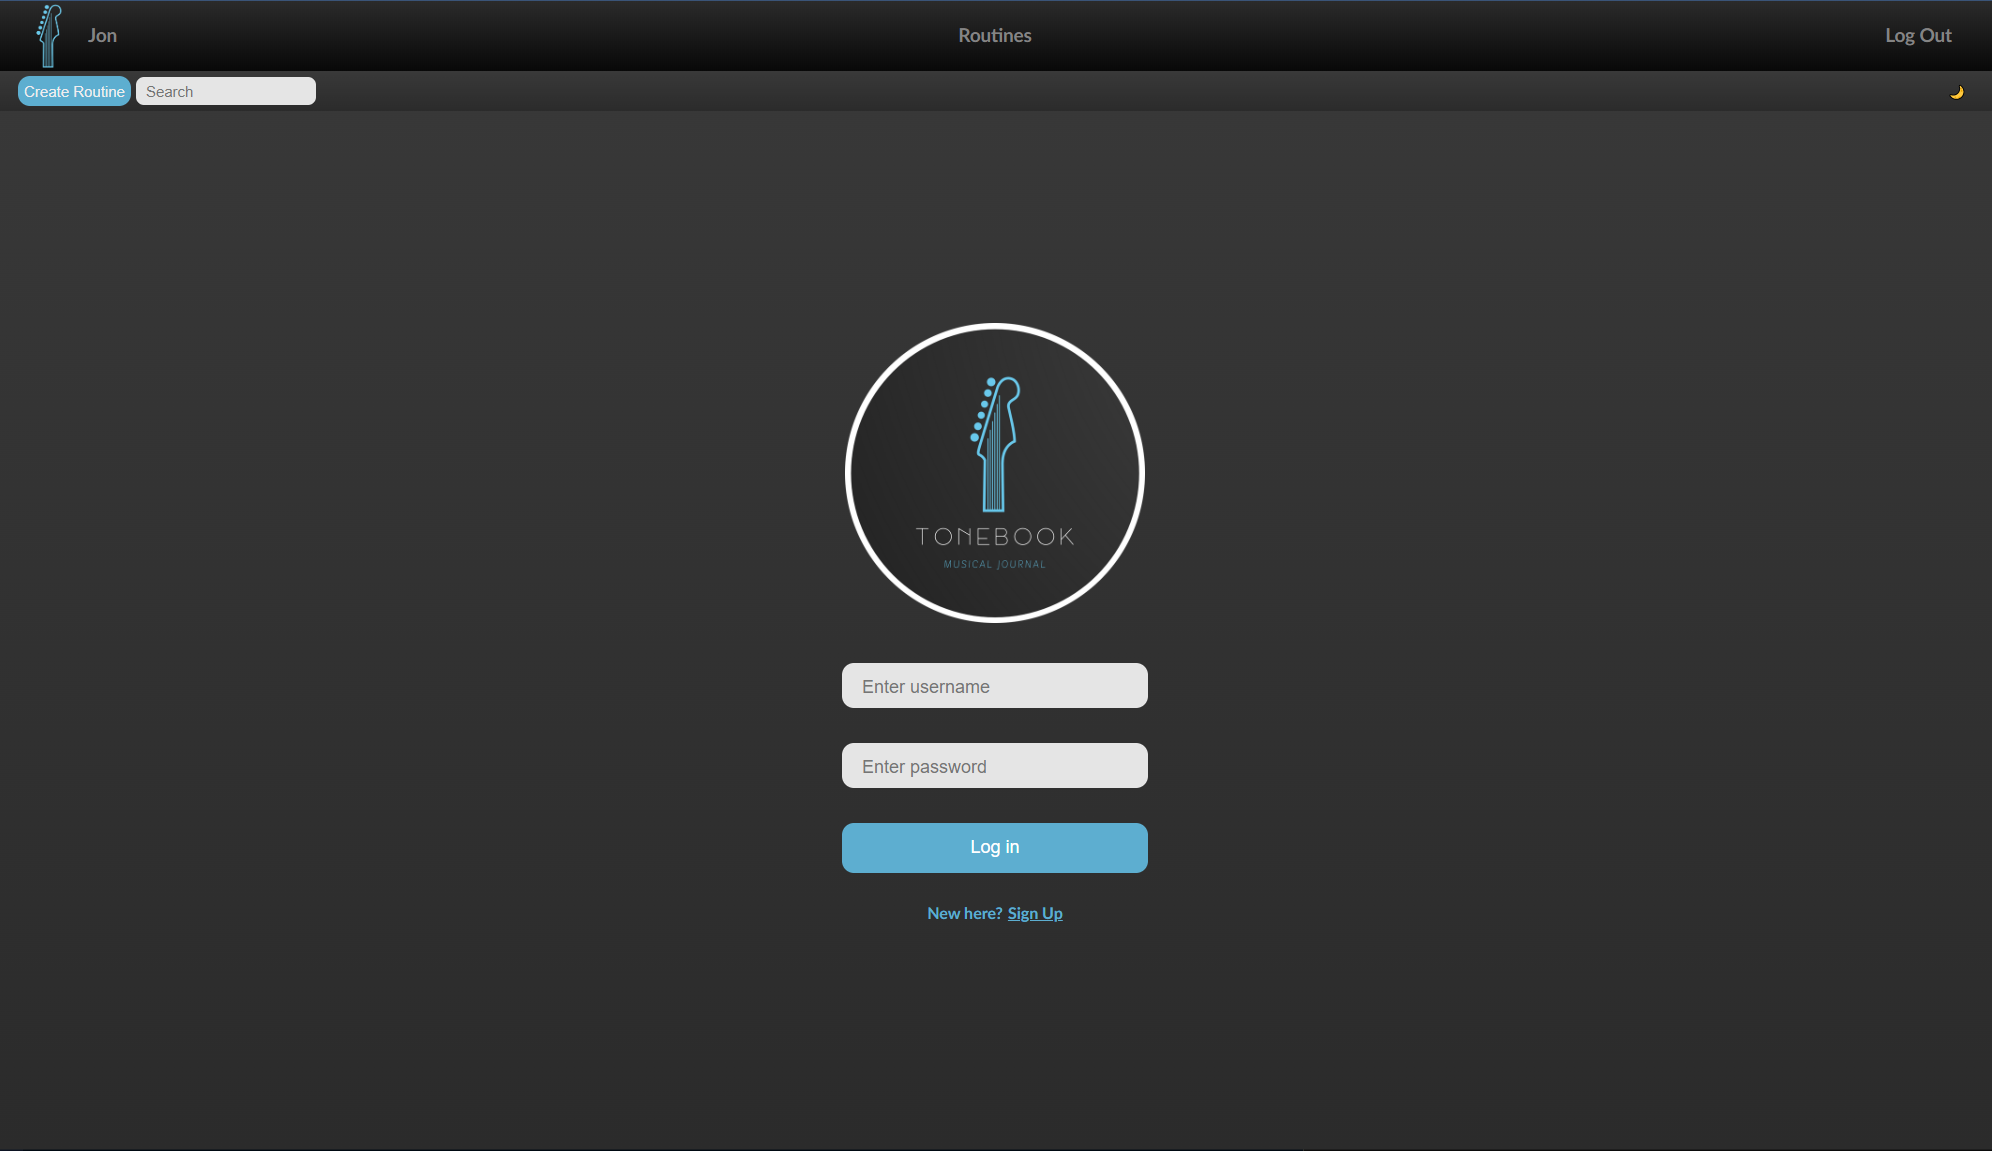 Jon Routines Log Out
Create Routine Search
TONEBOOK
MUSICAL JOURNAL
Enter username
Enter password
Log in
New here? Sign Up